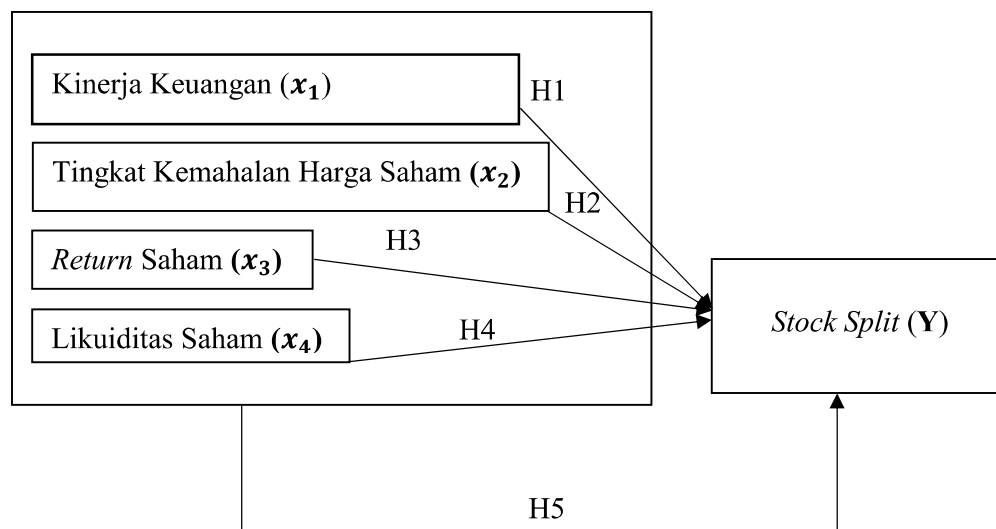 Kinerja Keuangan (x₁)
H1
Tingkat Kemahalan Harga Saham (x₂)
H2
Return Saham (x₃)
H3
Likuiditas Saham (x₄)
H4
Stock Split (Y)
H5